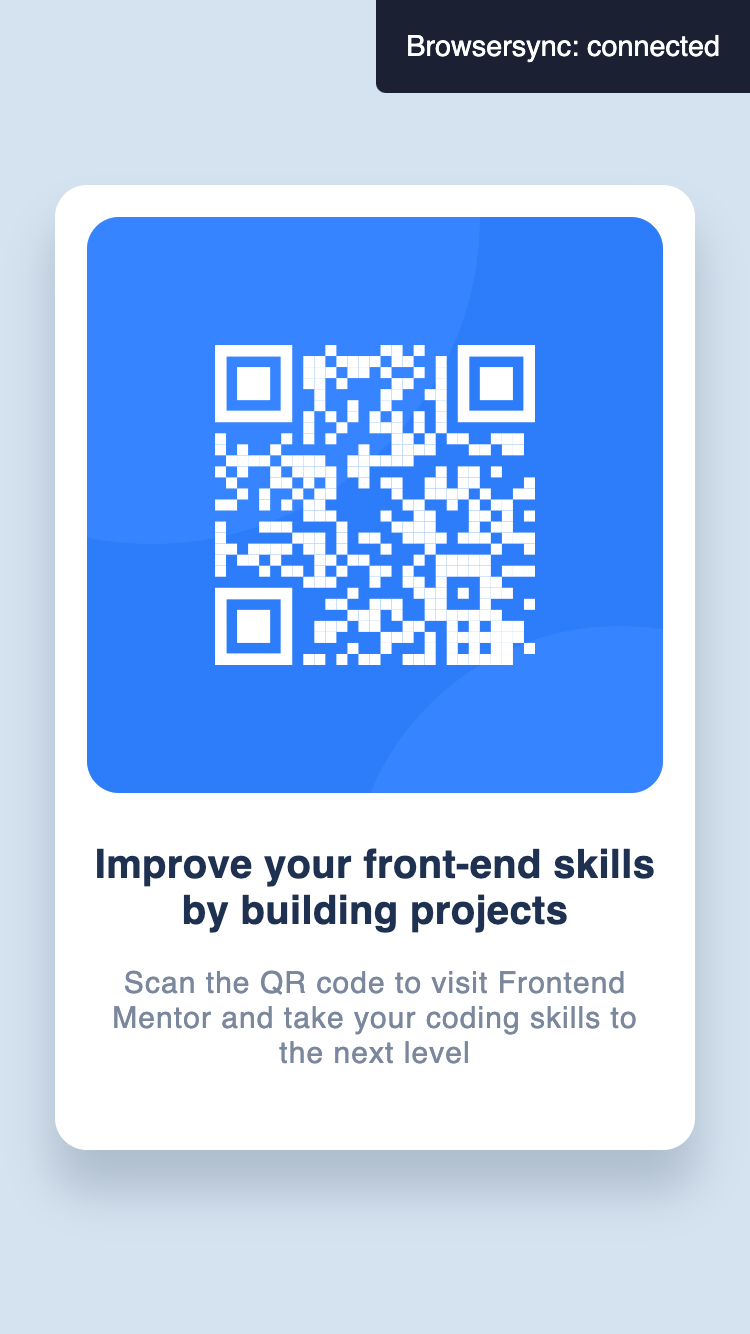 Browsersync: connected
Improve your front-end skills
by building projects
Scan the QR code to visit Frontend
Mentor and take your coding skills to
the next level